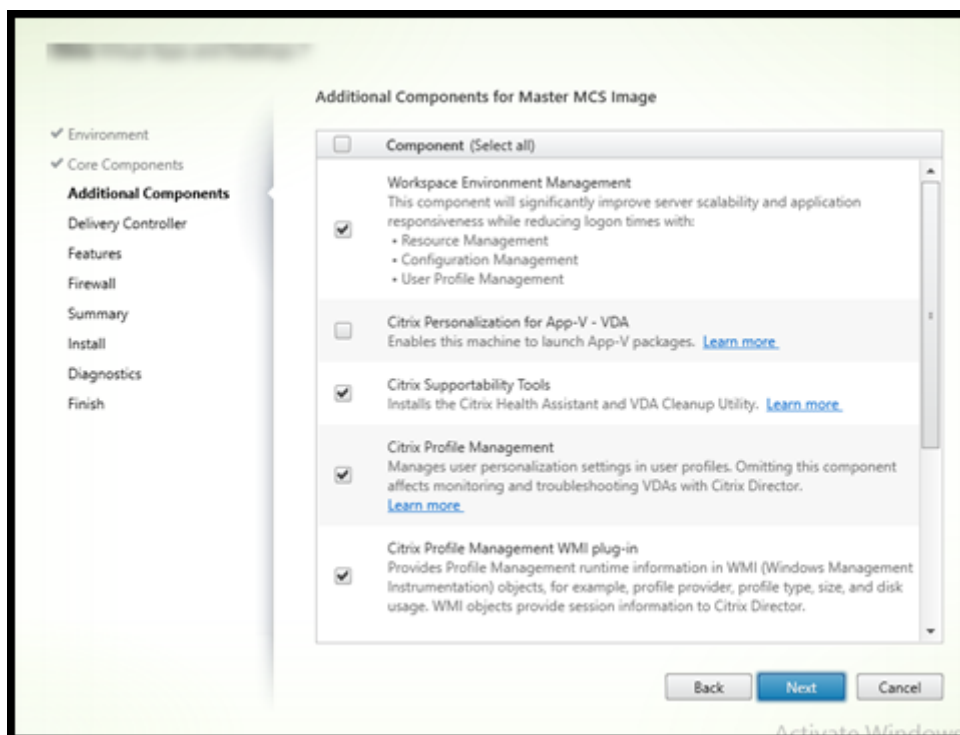 Additional Components for Master MCS Image
✔ Environment
✔ Core Components
Additional Components
Delivery Controller
Features
Firewall
Summary
Install
Diagnostics
Finish
Component (Select all)
Workspace Environment Management
This component will significantly improve server scalability and application
responsiveness while reducing logon times with:
• Resource Management
• Configuration Management
• User Profile Management
Citrix Personalization for App-V - VDA
Enables this machine to launch App-V packages. Learn more
Citrix Supportability Tools
Installs the Citrix Health Assistant and VDA Cleanup Utility. Learn more
Citrix Profile Management
Manages user personalization settings in user profiles. Omitting this component
affects monitoring and troubleshooting VDAs with Citrix Director.
Learn more
Citrix Profile Management WMI plug-in
Provides Profile Management runtime information in WMI (Windows Management
Instrumentation) objects, for example, profile provider, profile type, size, and disk
usage. WMI objects provide session information to Citrix Director.
Back Next Cancel
Activate Windows